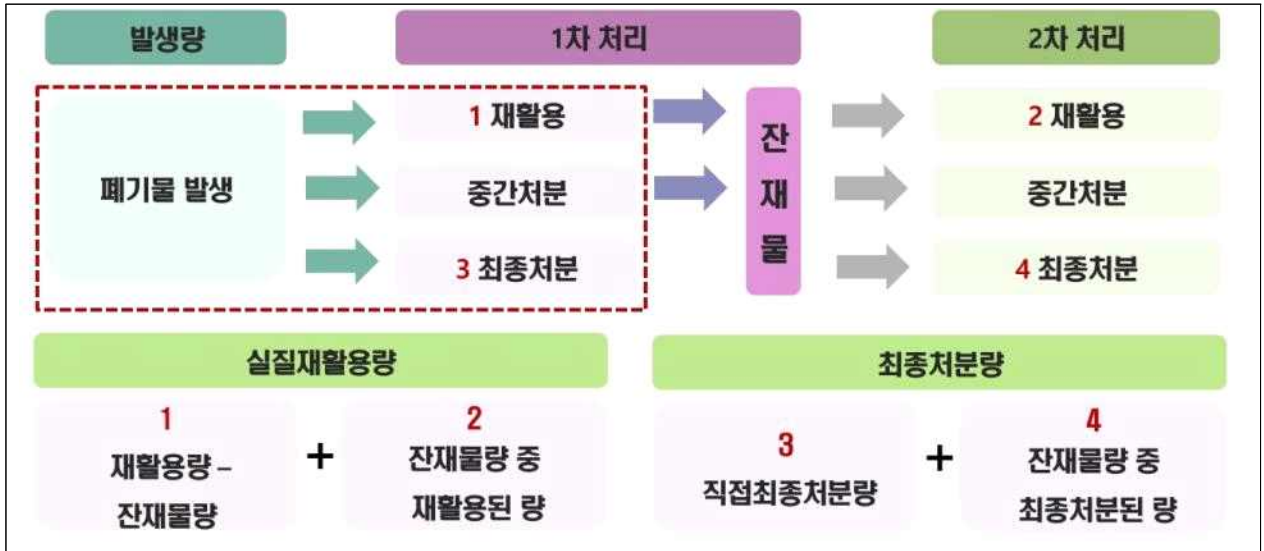 발생량
1차 처리
2차 처리
폐기물 발생
1 재활용
중간처분
3 최종처분
잔
재
물
2 재활용
중간처분
4 최종처분
실질재활용량
최종처분량
1
재활용량 –
잔재물량
+
2
잔재물량 중
재활용된 량
3
직접최종처분량
+
4
잔재물량 중
최종처분된 량